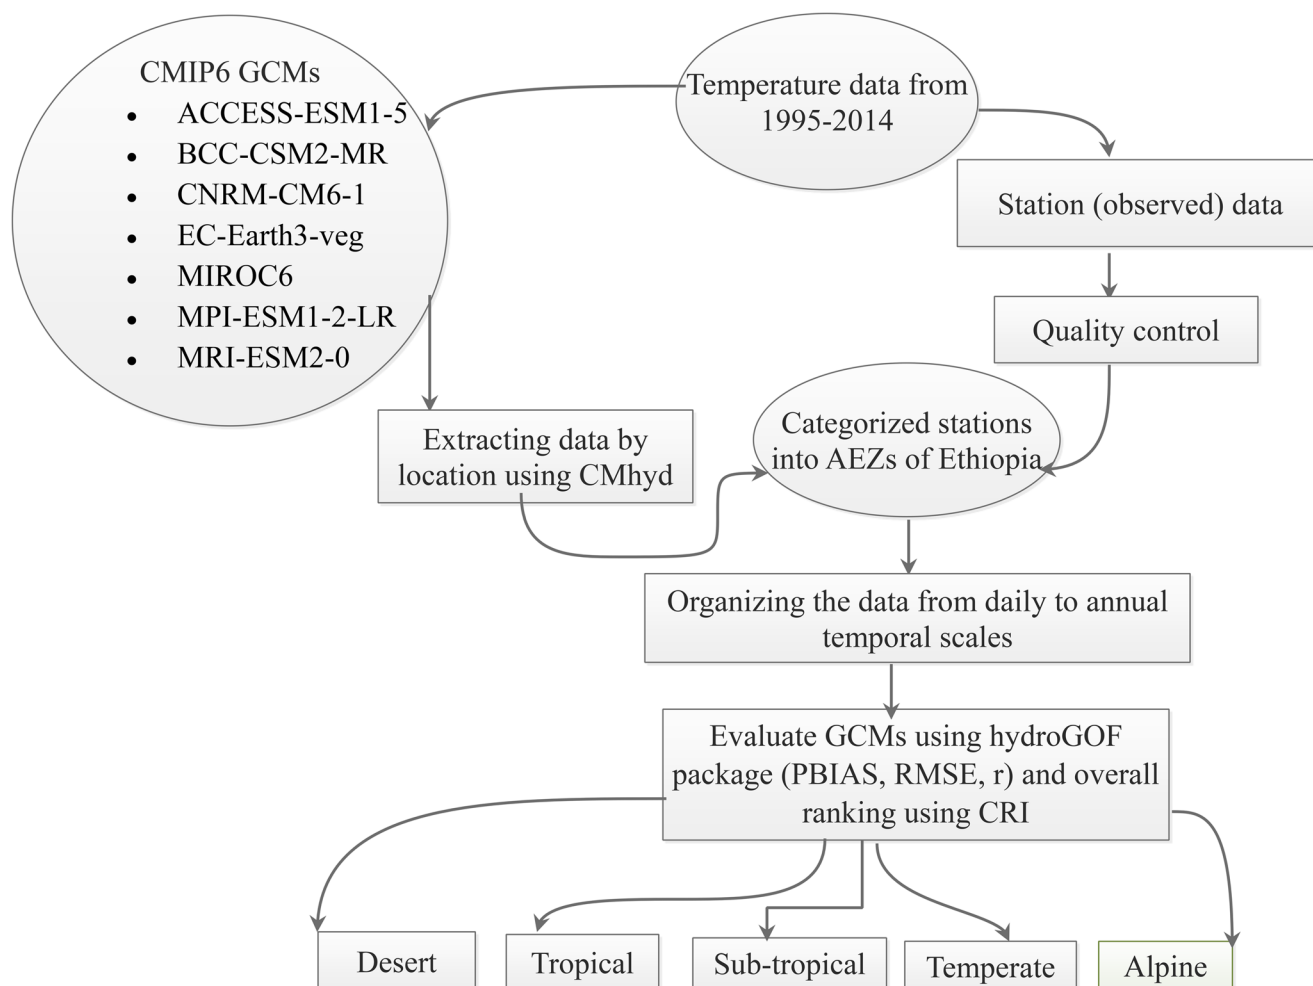 CMIP6 GCMs
• ACCESS-ESM1-5
• BCC-CSM2-MR
• CNRM-CM6-1
• EC-Earth3-veg
• MIROC6
• MPI-ESM1-2-LR
• MRI-ESM2-0
Temperature data from
1995-2014
Station (observed) data
Quality control
Extracting data by
location using CMhyd
Categorized stations
into AEZs of Ethiopia
Organizing the data from daily to annual
temporal scales
Evaluate GCMs using hydroGOF
package (PBIAS, RMSE, r) and overall
ranking using CRI
Desert
Tropical
Sub-tropical
Temperate
Alpine